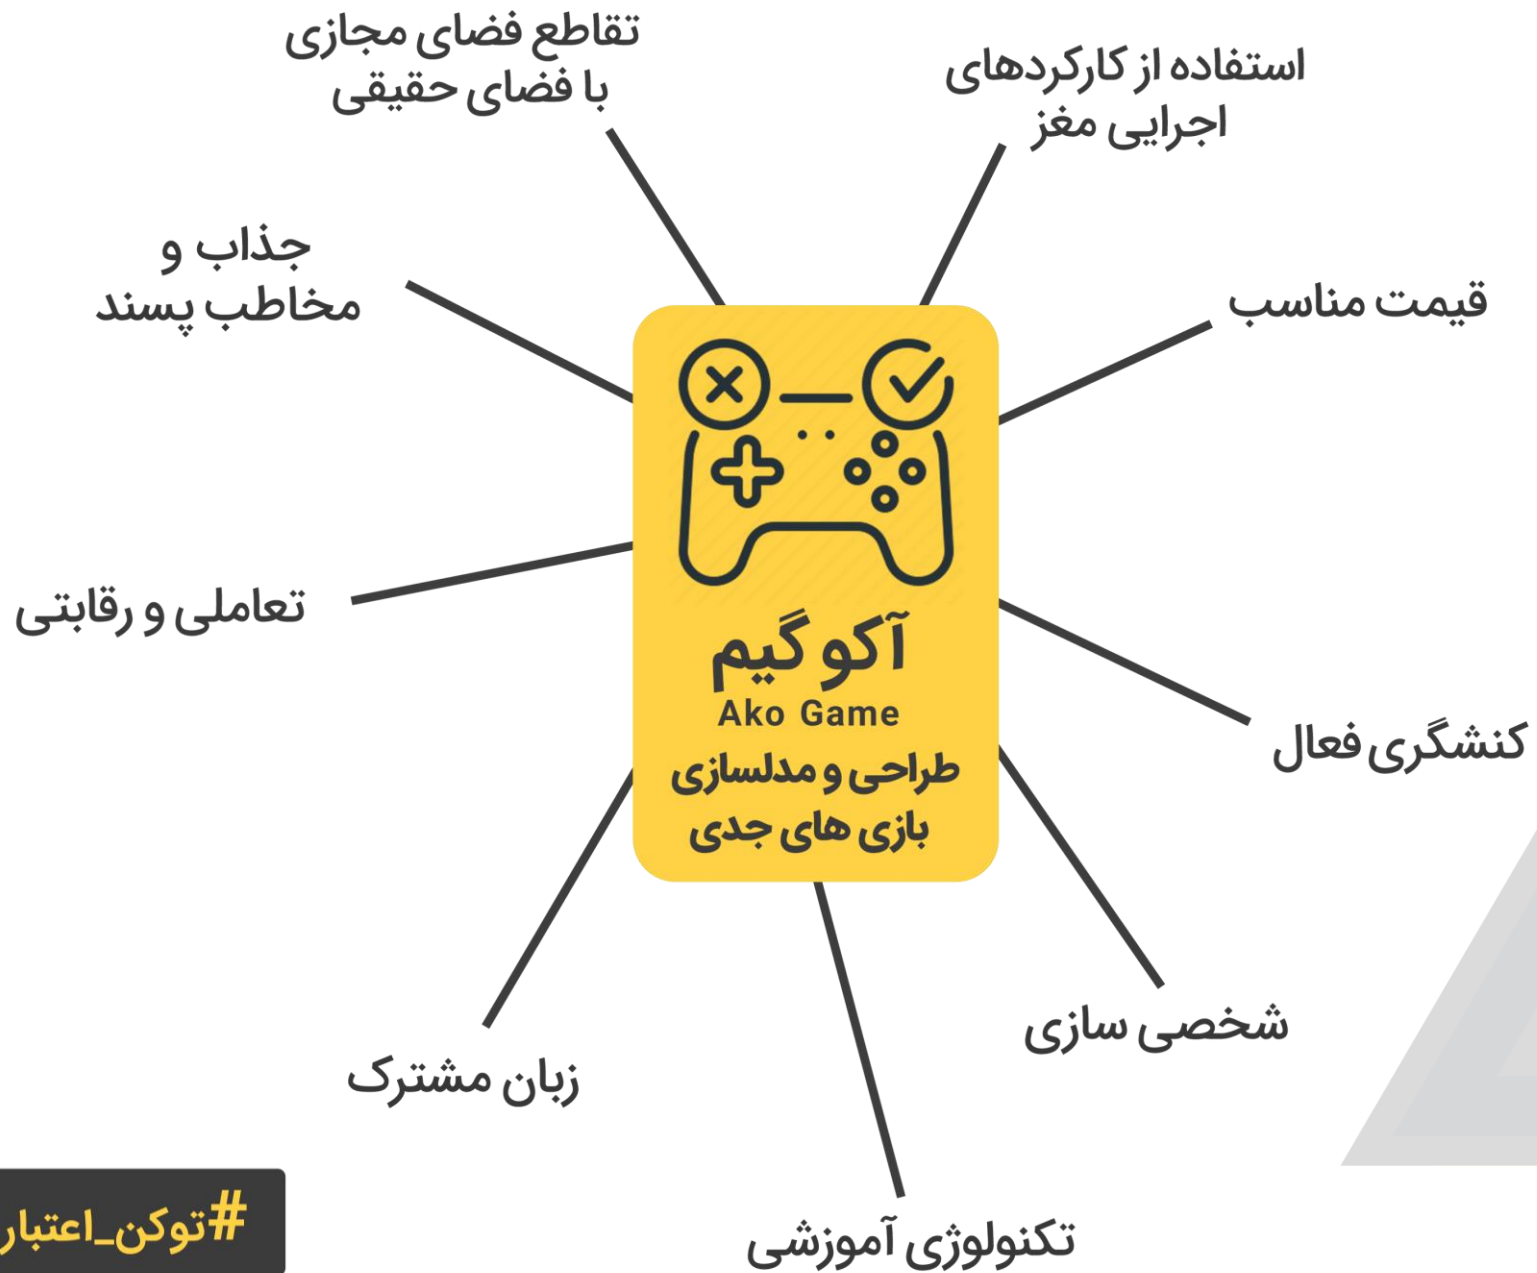 تقاطع فضای مجازی
با فضای حقیقی
استفاده از کارکردهای
اجرایی مغز
جذاب و
مخاطب پسند
قیمت مناسب
تعاملی و رقابتی
آکو گیم
Ako Game
طراحی و مدلسازی
بازی های جدی
کنشگری فعال
شخصی سازی
زبان مشترک
تکنولوژی آموزشی
#توکن_اعتبار